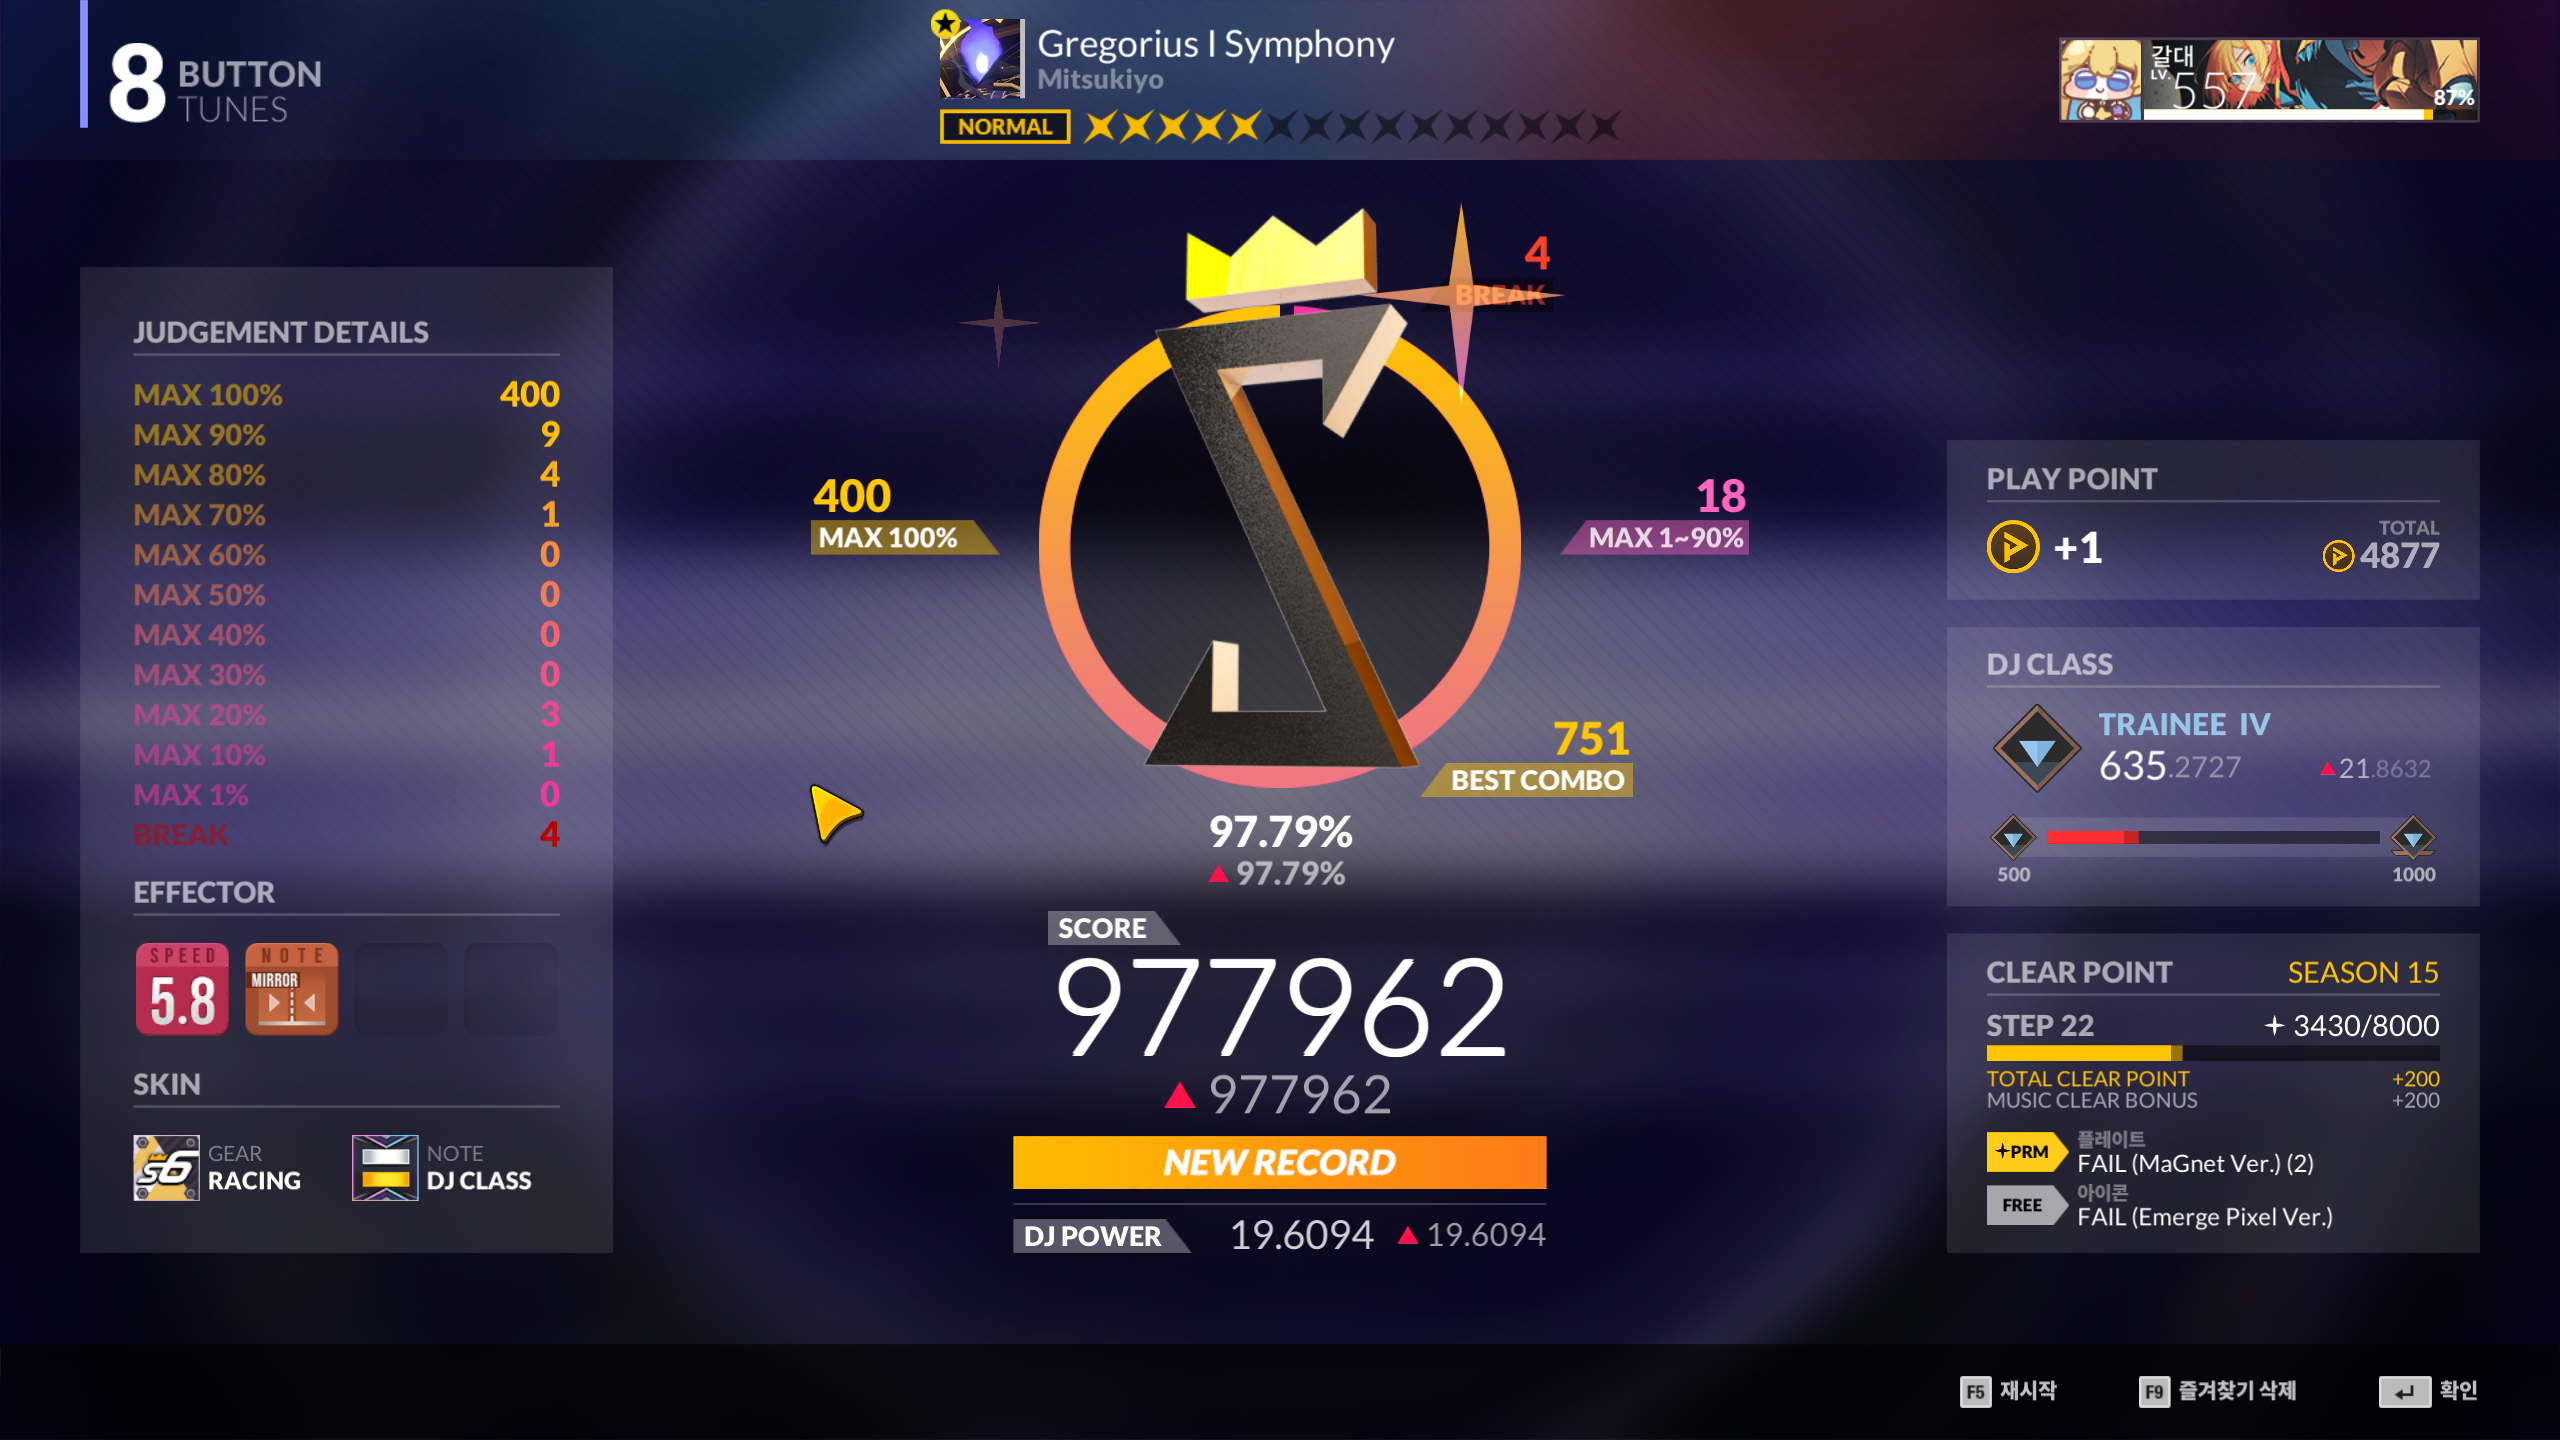 8 BUTTON TUNES
Gregorius I Symphony
Mitsukiyo
NORMAL
갈대
LV. 557
87%
JUDGEMENT DETAILS
MAX 100% 400
MAX 90% 9
MAX 80% 4
MAX 70% 1
MAX 60% 0
MAX 50% 0
MAX 40% 0
MAX 30% 0
MAX 20% 3
MAX 10% 1
MAX 1% 0
BREAK 4
EFFECTOR
SPEED 5.8
NOTE MIRROR
SKIN
S6
GEAR
RACING
NOTE
DJ CLASS
4
BREAK
S
400
MAX 100%
18
MAX 1~90%
751
BEST COMBO
97.79%
▲ 97.79%
SCORE
977962
▲ 977962
NEW RECORD
DJ POWER 19.6094 ▲ 19.6094
PLAY POINT
+1
TOTAL
4877
DJ CLASS
TRAINEE IV
635.2727 ▲21.8632
500 1000
CLEAR POINT SEASON 15
STEP 22 3430/8000
TOTAL CLEAR POINT +200
MUSIC CLEAR BONUS +200
PRM 플레이트
FAIL (MaGnet Ver.) (2)
FREE 아이콘
FAIL (Emerge Pixel Ver.)
F5 재시작 F9 즐겨찾기 삭제 ↵ 확인